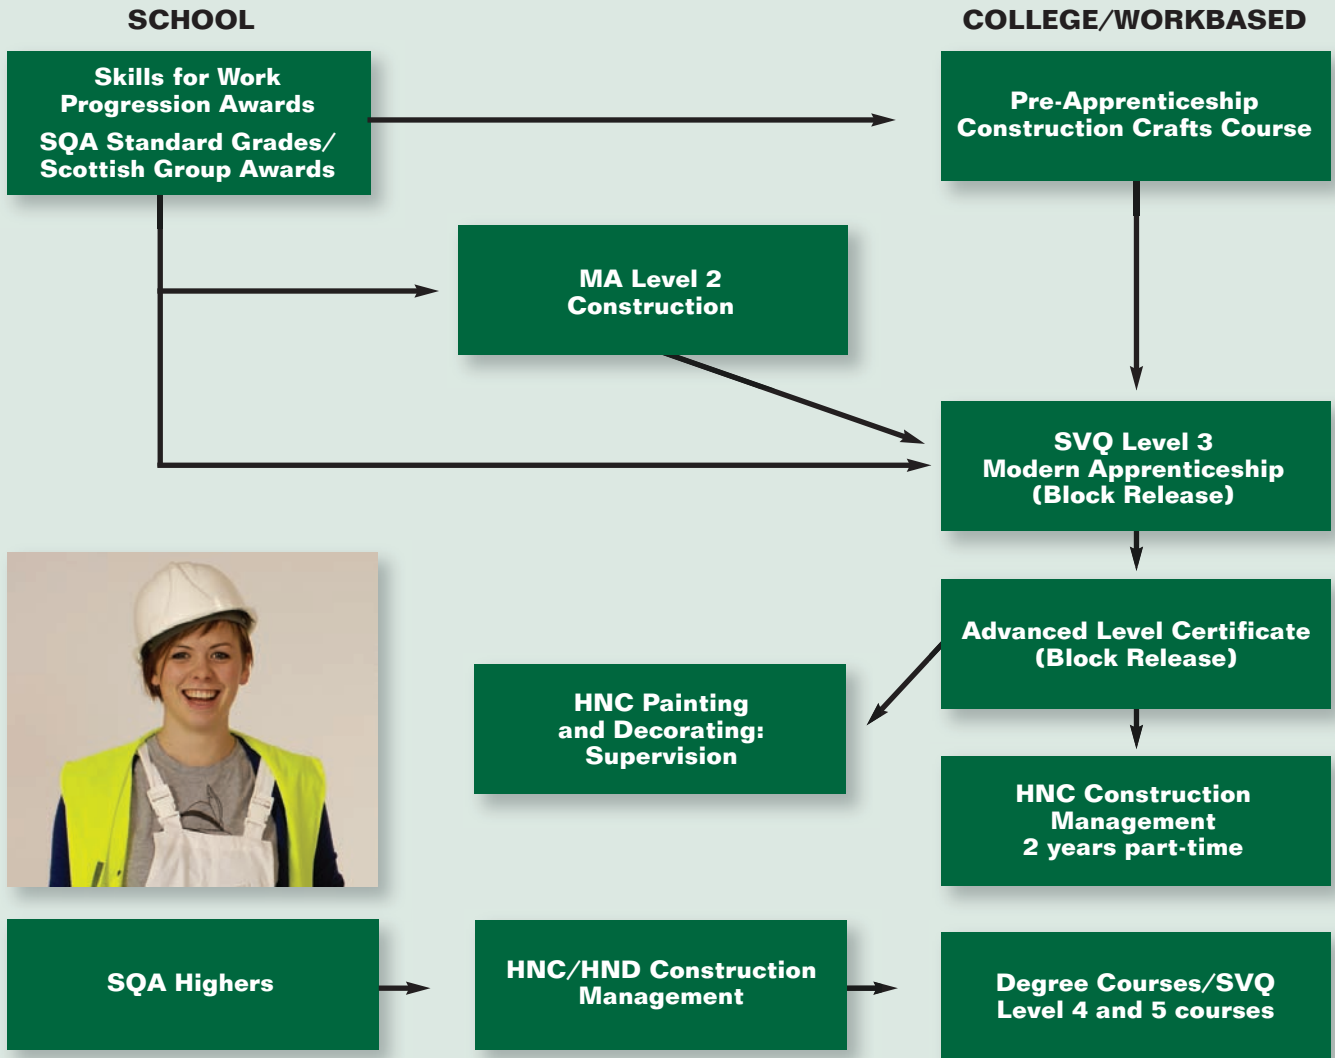 SCHOOL
COLLEGE/WORKBASED
Skills for Work
Progression Awards
SQA Standard Grades/
Scottish Group Awards
Pre-Apprenticeship
Construction Crafts Course
MA Level 2
Construction
SVQ Level 3
Modern Apprenticeship
(Block Release)
Advanced Level Certificate
(Block Release)
HNC Painting
and Decorating:
Supervision
HNC Construction
Management
2 years part-time
SQA Highers
HNC/HND Construction
Management
Degree Courses/SVQ
Level 4 and 5 courses